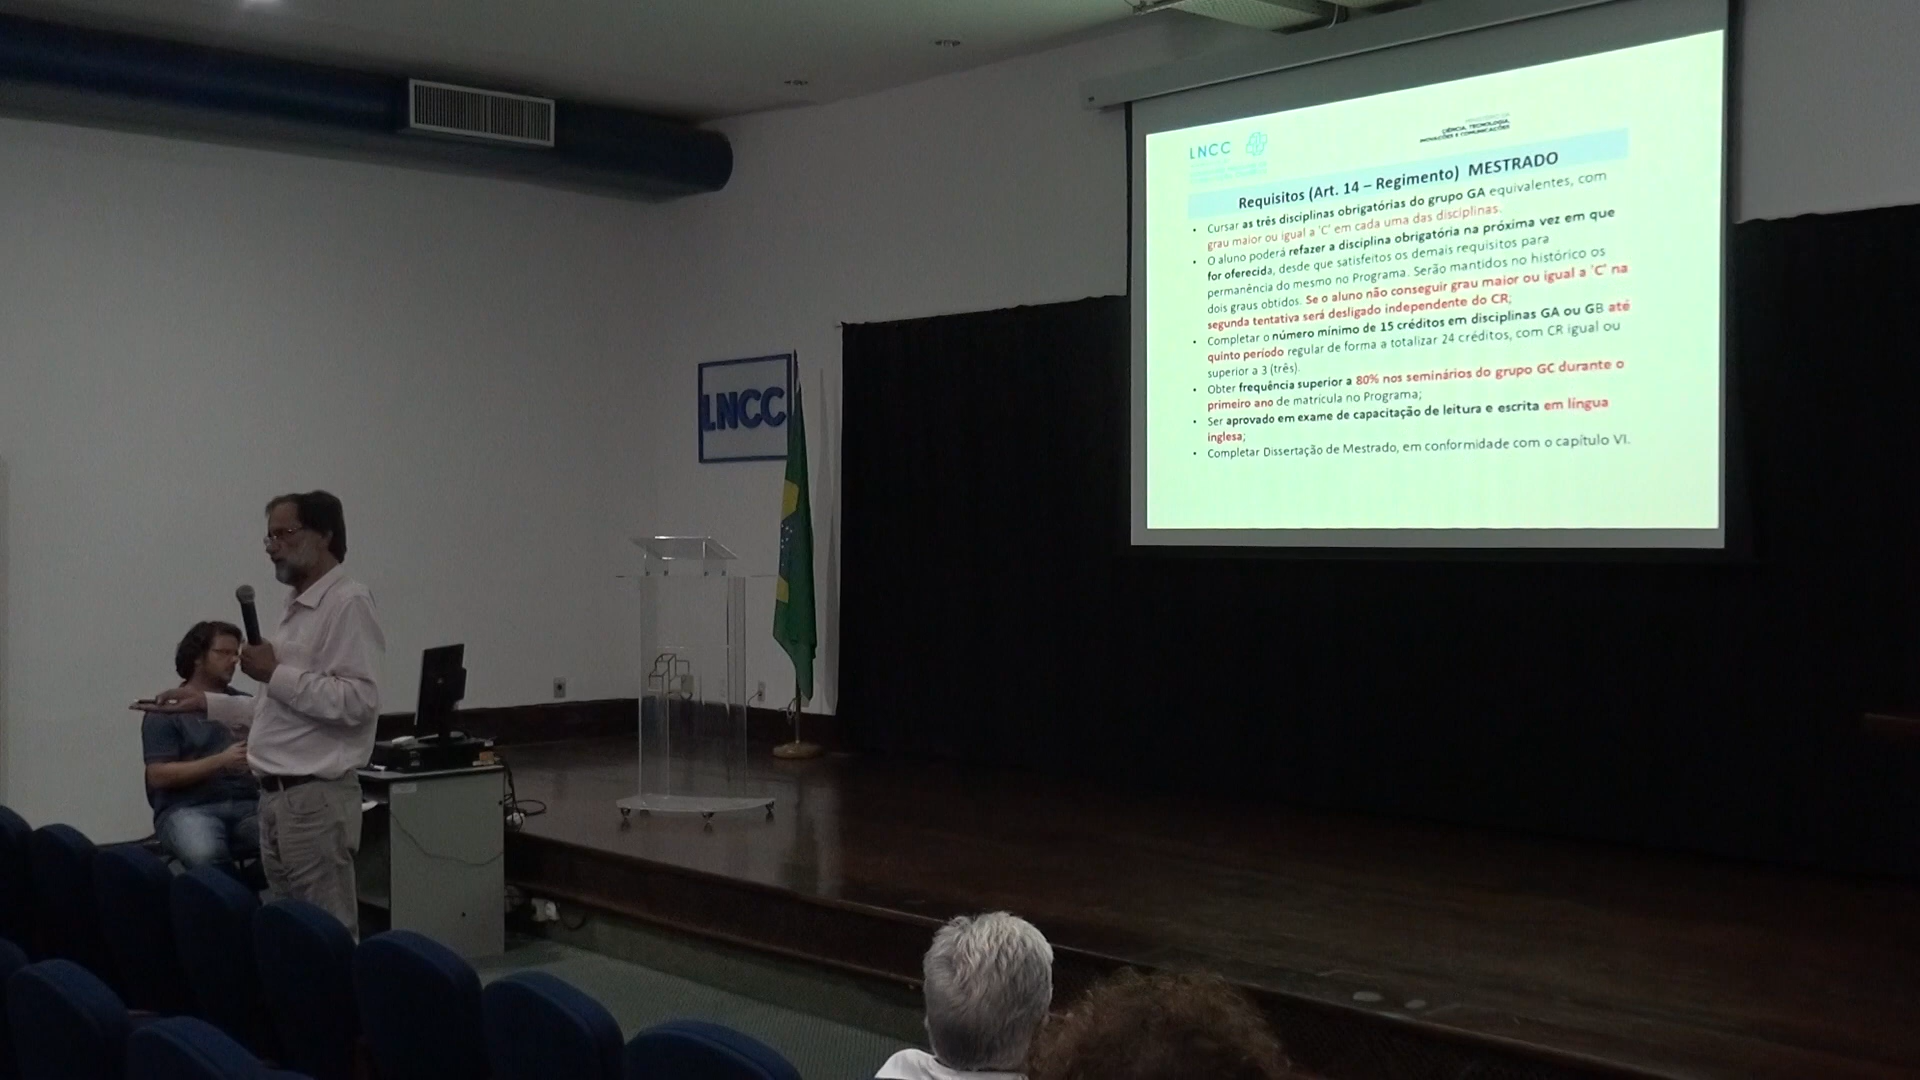 LNCC
MINISTÉRIO DA
CIÊNCIA, TECNOLOGIA,
INOVAÇÕES E COMUNICAÇÕES
Requisitos (Art. 14 – Regimento) MESTRADO
• Cursar as três disciplinas obrigatórias do grupo GA equivalentes, com
grau maior ou igual a 'C' em cada uma das disciplinas.
• O aluno poderá refazer a disciplina obrigatória na próxima vez em que
for oferecida, desde que satisfeitos os demais requisitos para
permanência do mesmo no Programa. Serão mantidos no histórico os
dois graus obtidos. Se o aluno não conseguir grau maior ou igual a 'C' na
segunda tentativa será desligado independente do CR;
• Completar o número mínimo de 15 créditos em disciplinas GA ou GB até
quinto período regular de forma a totalizar 24 créditos, com CR igual ou
superior a 3 (três).
• Obter frequência superior a 80% nos seminários do grupo GC durante o
primeiro ano de matricula no Programa;
• Ser aprovado em exame de capacitação de leitura e escrita em língua
inglesa;
• Completar Dissertação de Mestrado, em conformidade com o capítulo VI.
LNCC